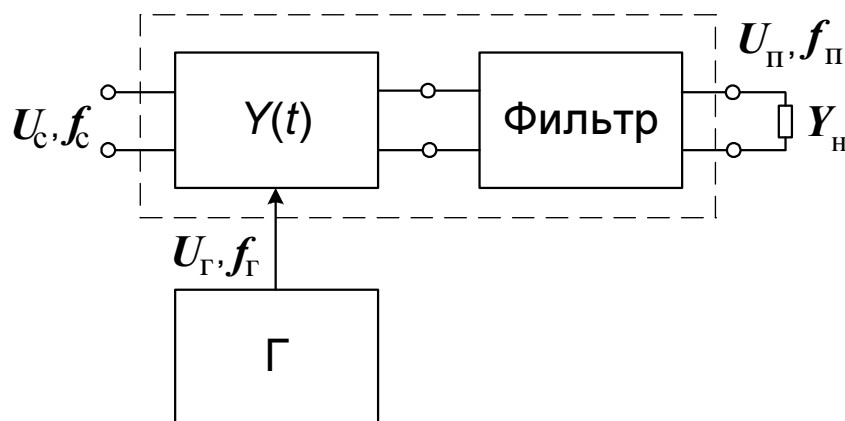 U_П, f_П
U_с, f_с
Y(t)
Фильтр
Y_н
U_Г, f_Г
Г